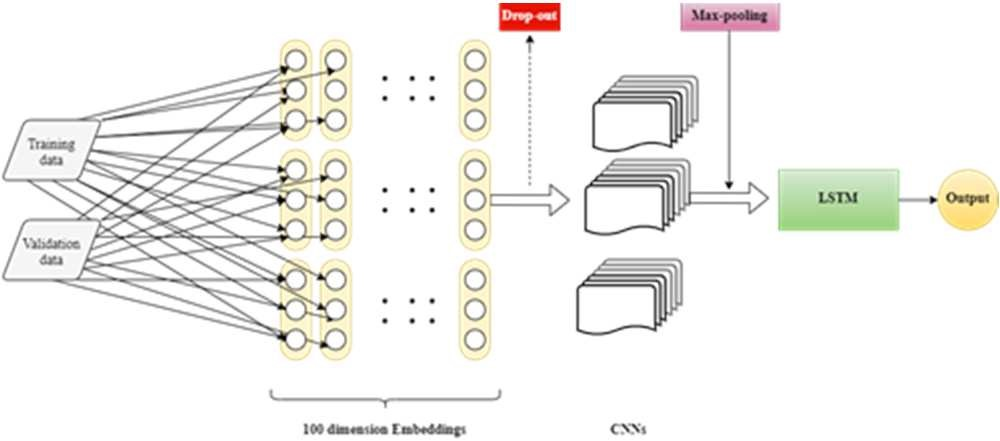 Drop-out
Max-pooling
Training
data
Validation
data
LSTM
Output
100 dimension Embeddings
CNNs